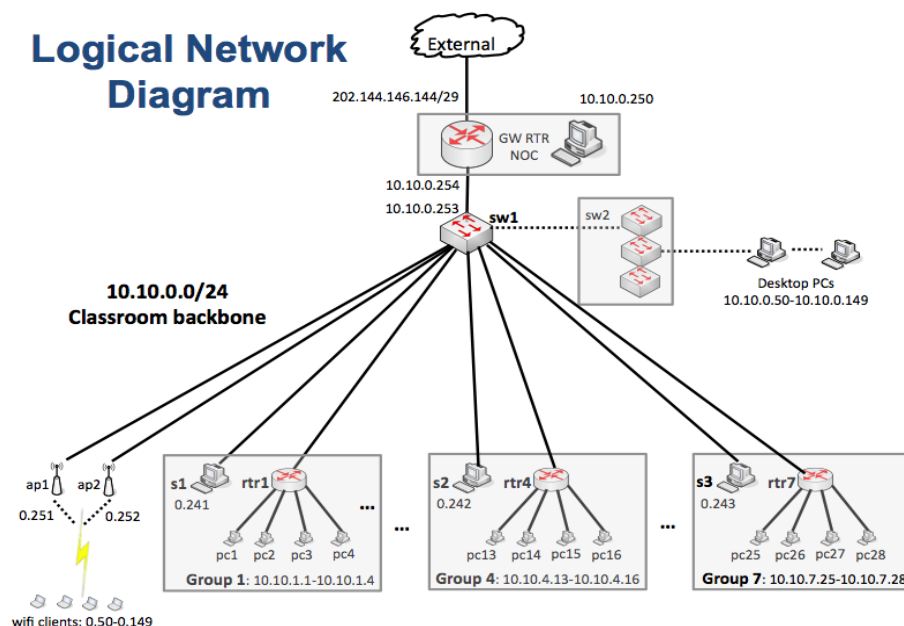 Logical Network
Diagram
External
202.144.146.144/29
10.10.0.250
GW RTR
NOC
10.10.0.254
10.10.0.253
sw1
sw2
Desktop PCs
10.10.0.50-10.10.0.149
10.10.0.0/24
Classroom backbone
ap1
ap2
0.251
0.252
wifi clients: 0.50-0.149
s1
0.241
rtr1
...
pc1
pc2
pc3
pc4
Group 1: 10.10.1.1-10.10.1.4
...
s2
0.242
rtr4
pc13
pc14
pc15
pc16
Group 4: 10.10.4.13-10.10.4.16
...
s3
0.243
rtr7
pc25
pc26
pc27
pc28
Group 7: 10.10.7.25-10.10.7.28